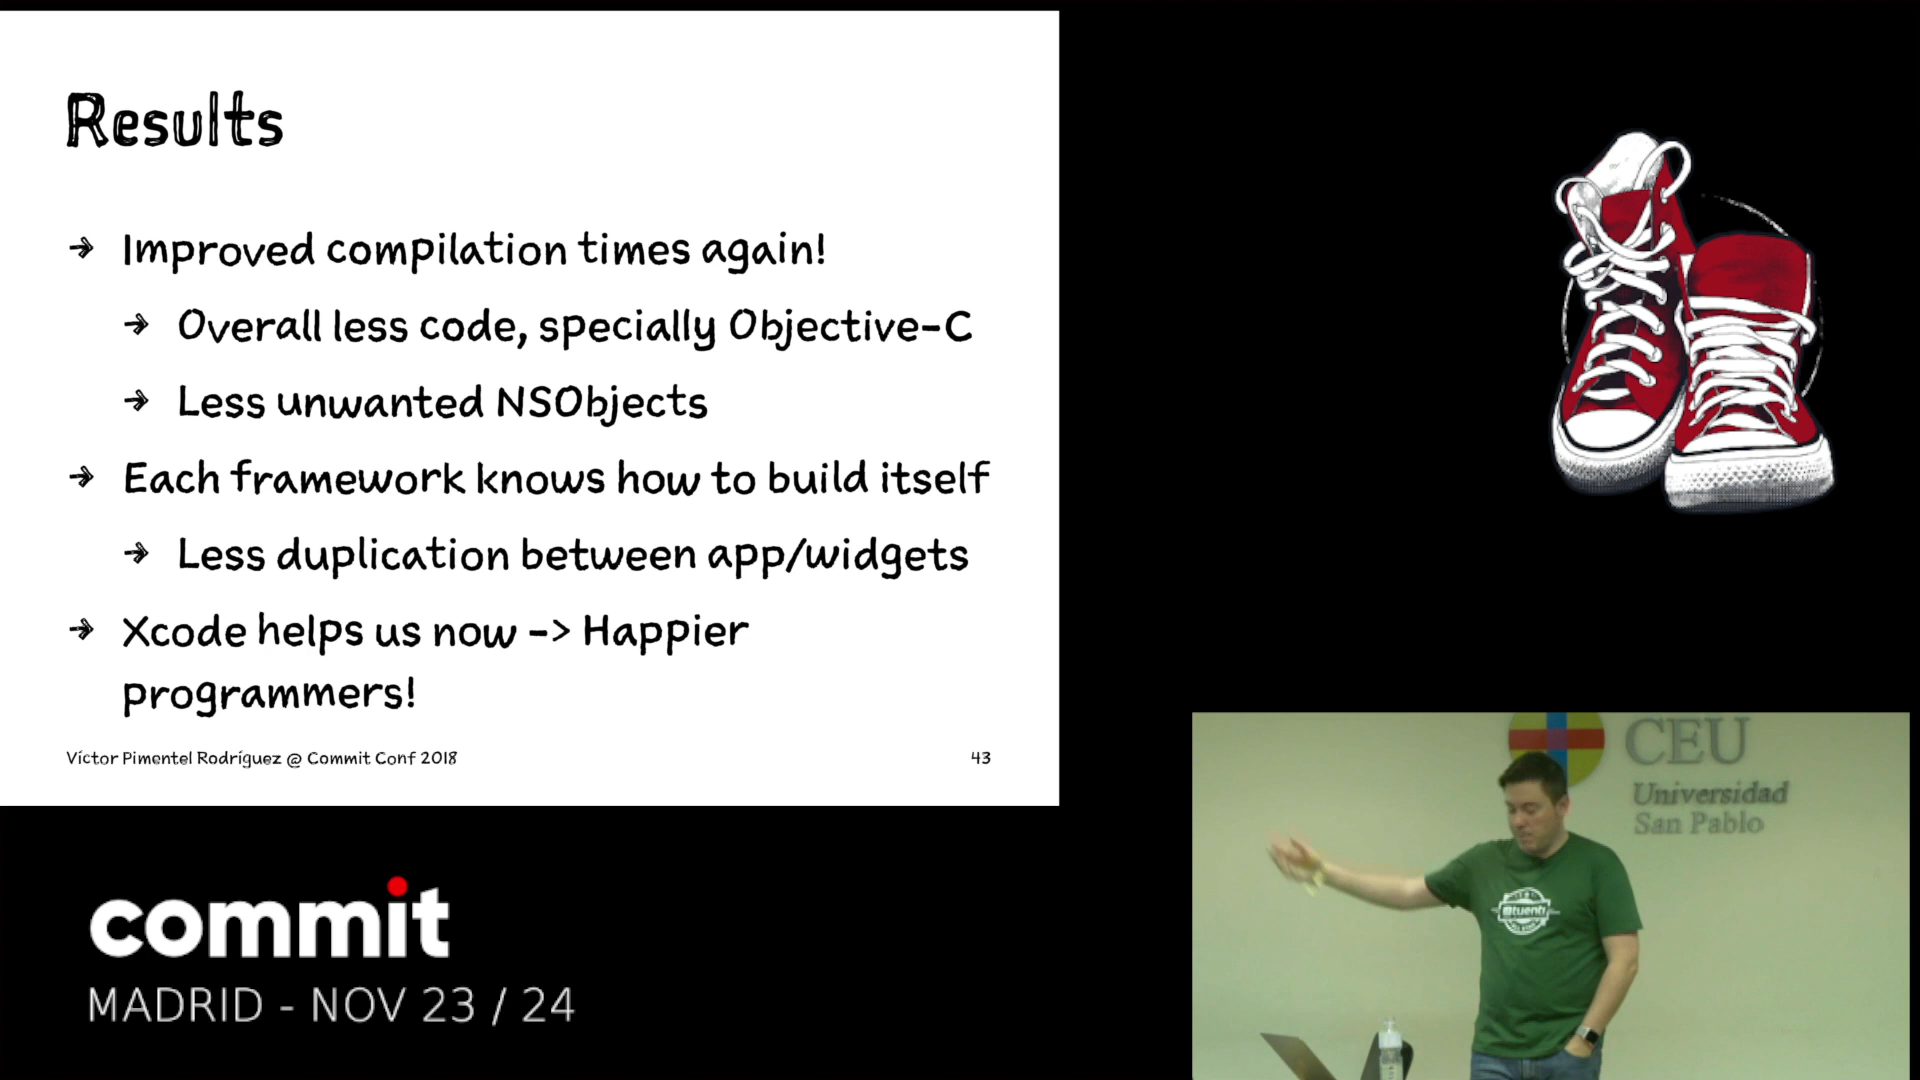 Results
→ Improved compilation times again!
→ Overall less code, specially Objective-C
→ Less unwanted NSObjects
→ Each framework knows how to build itself
→ Less duplication between app/widgets
→ Xcode helps us now -> Happier
programmers!
Víctor Pimentel Rodríguez @ Commit Conf 2018
43
commit
MADRID - NOV 23 / 24
CEU
Universidad
San Pablo
tuenti